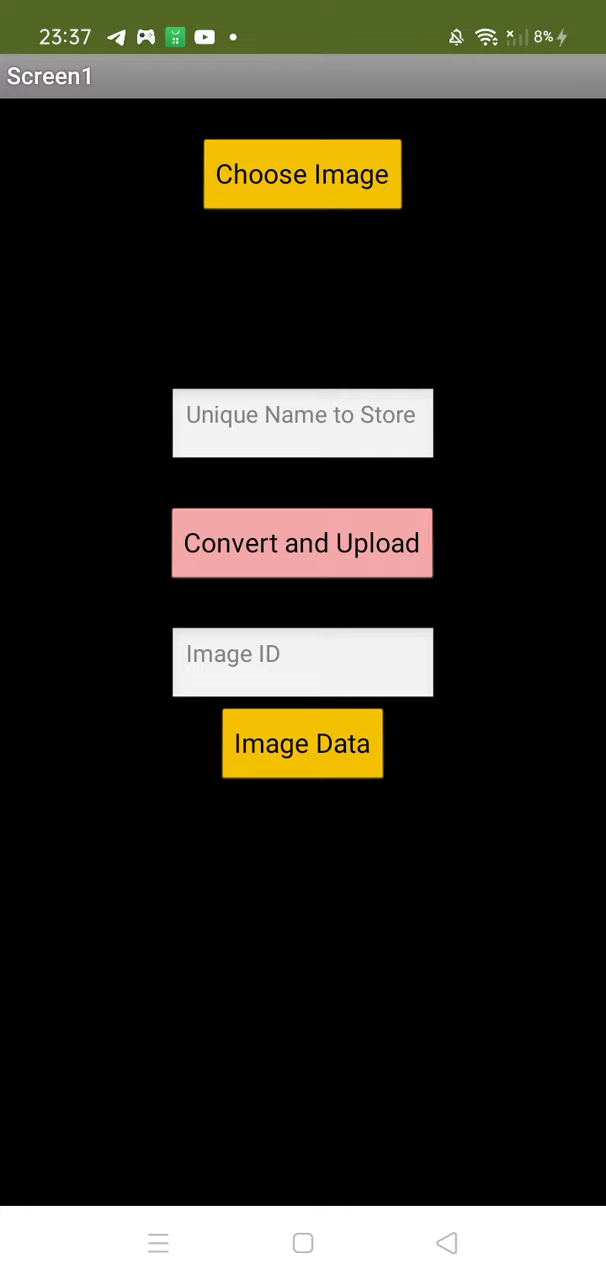 23:37
8%
Screen1
Choose Image
Unique Name to Store
Convert and Upload
Image ID
Image Data